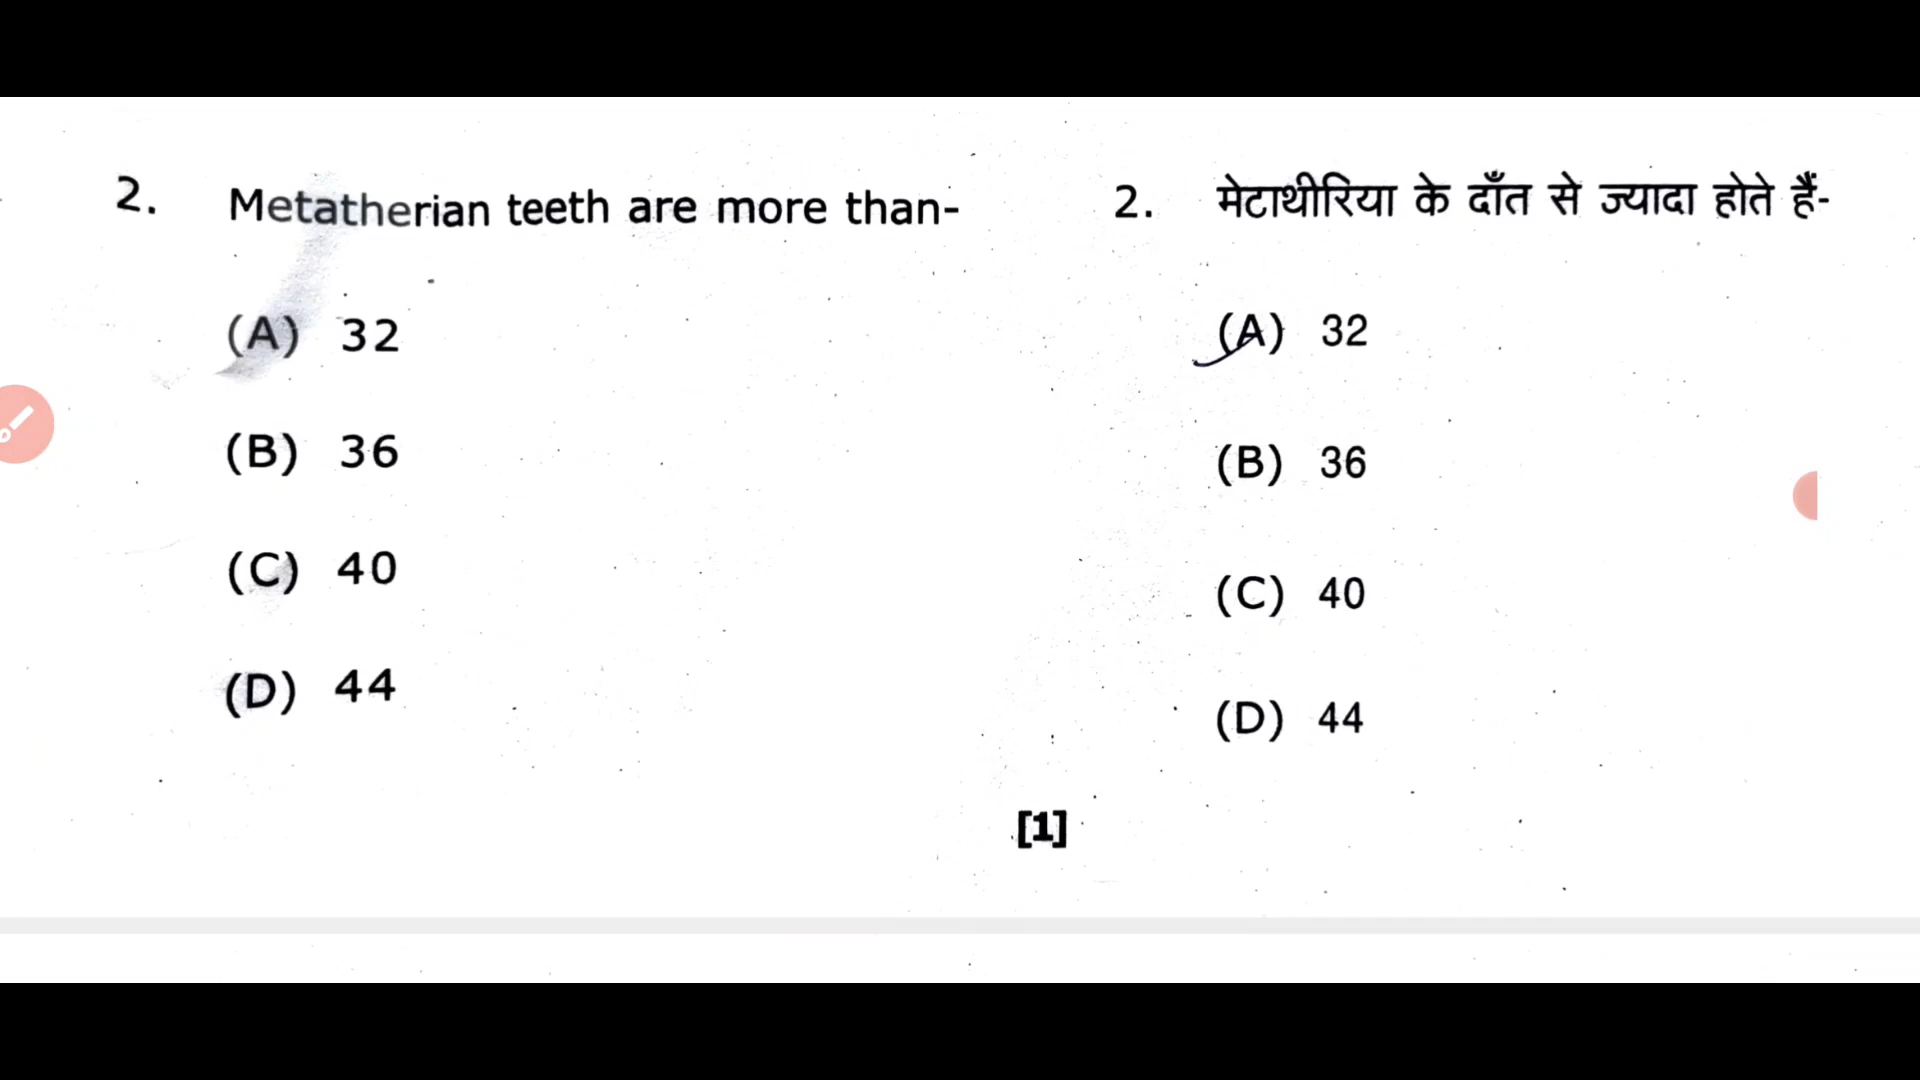 2. Metatherian teeth are more than-
(A) 32
(B) 36
(C) 40
(D) 44
2. मेटाथीरिया के दाँत से ज्यादा होते हैं-
(A) 32
(B) 36
(C) 40
(D) 44
[1]